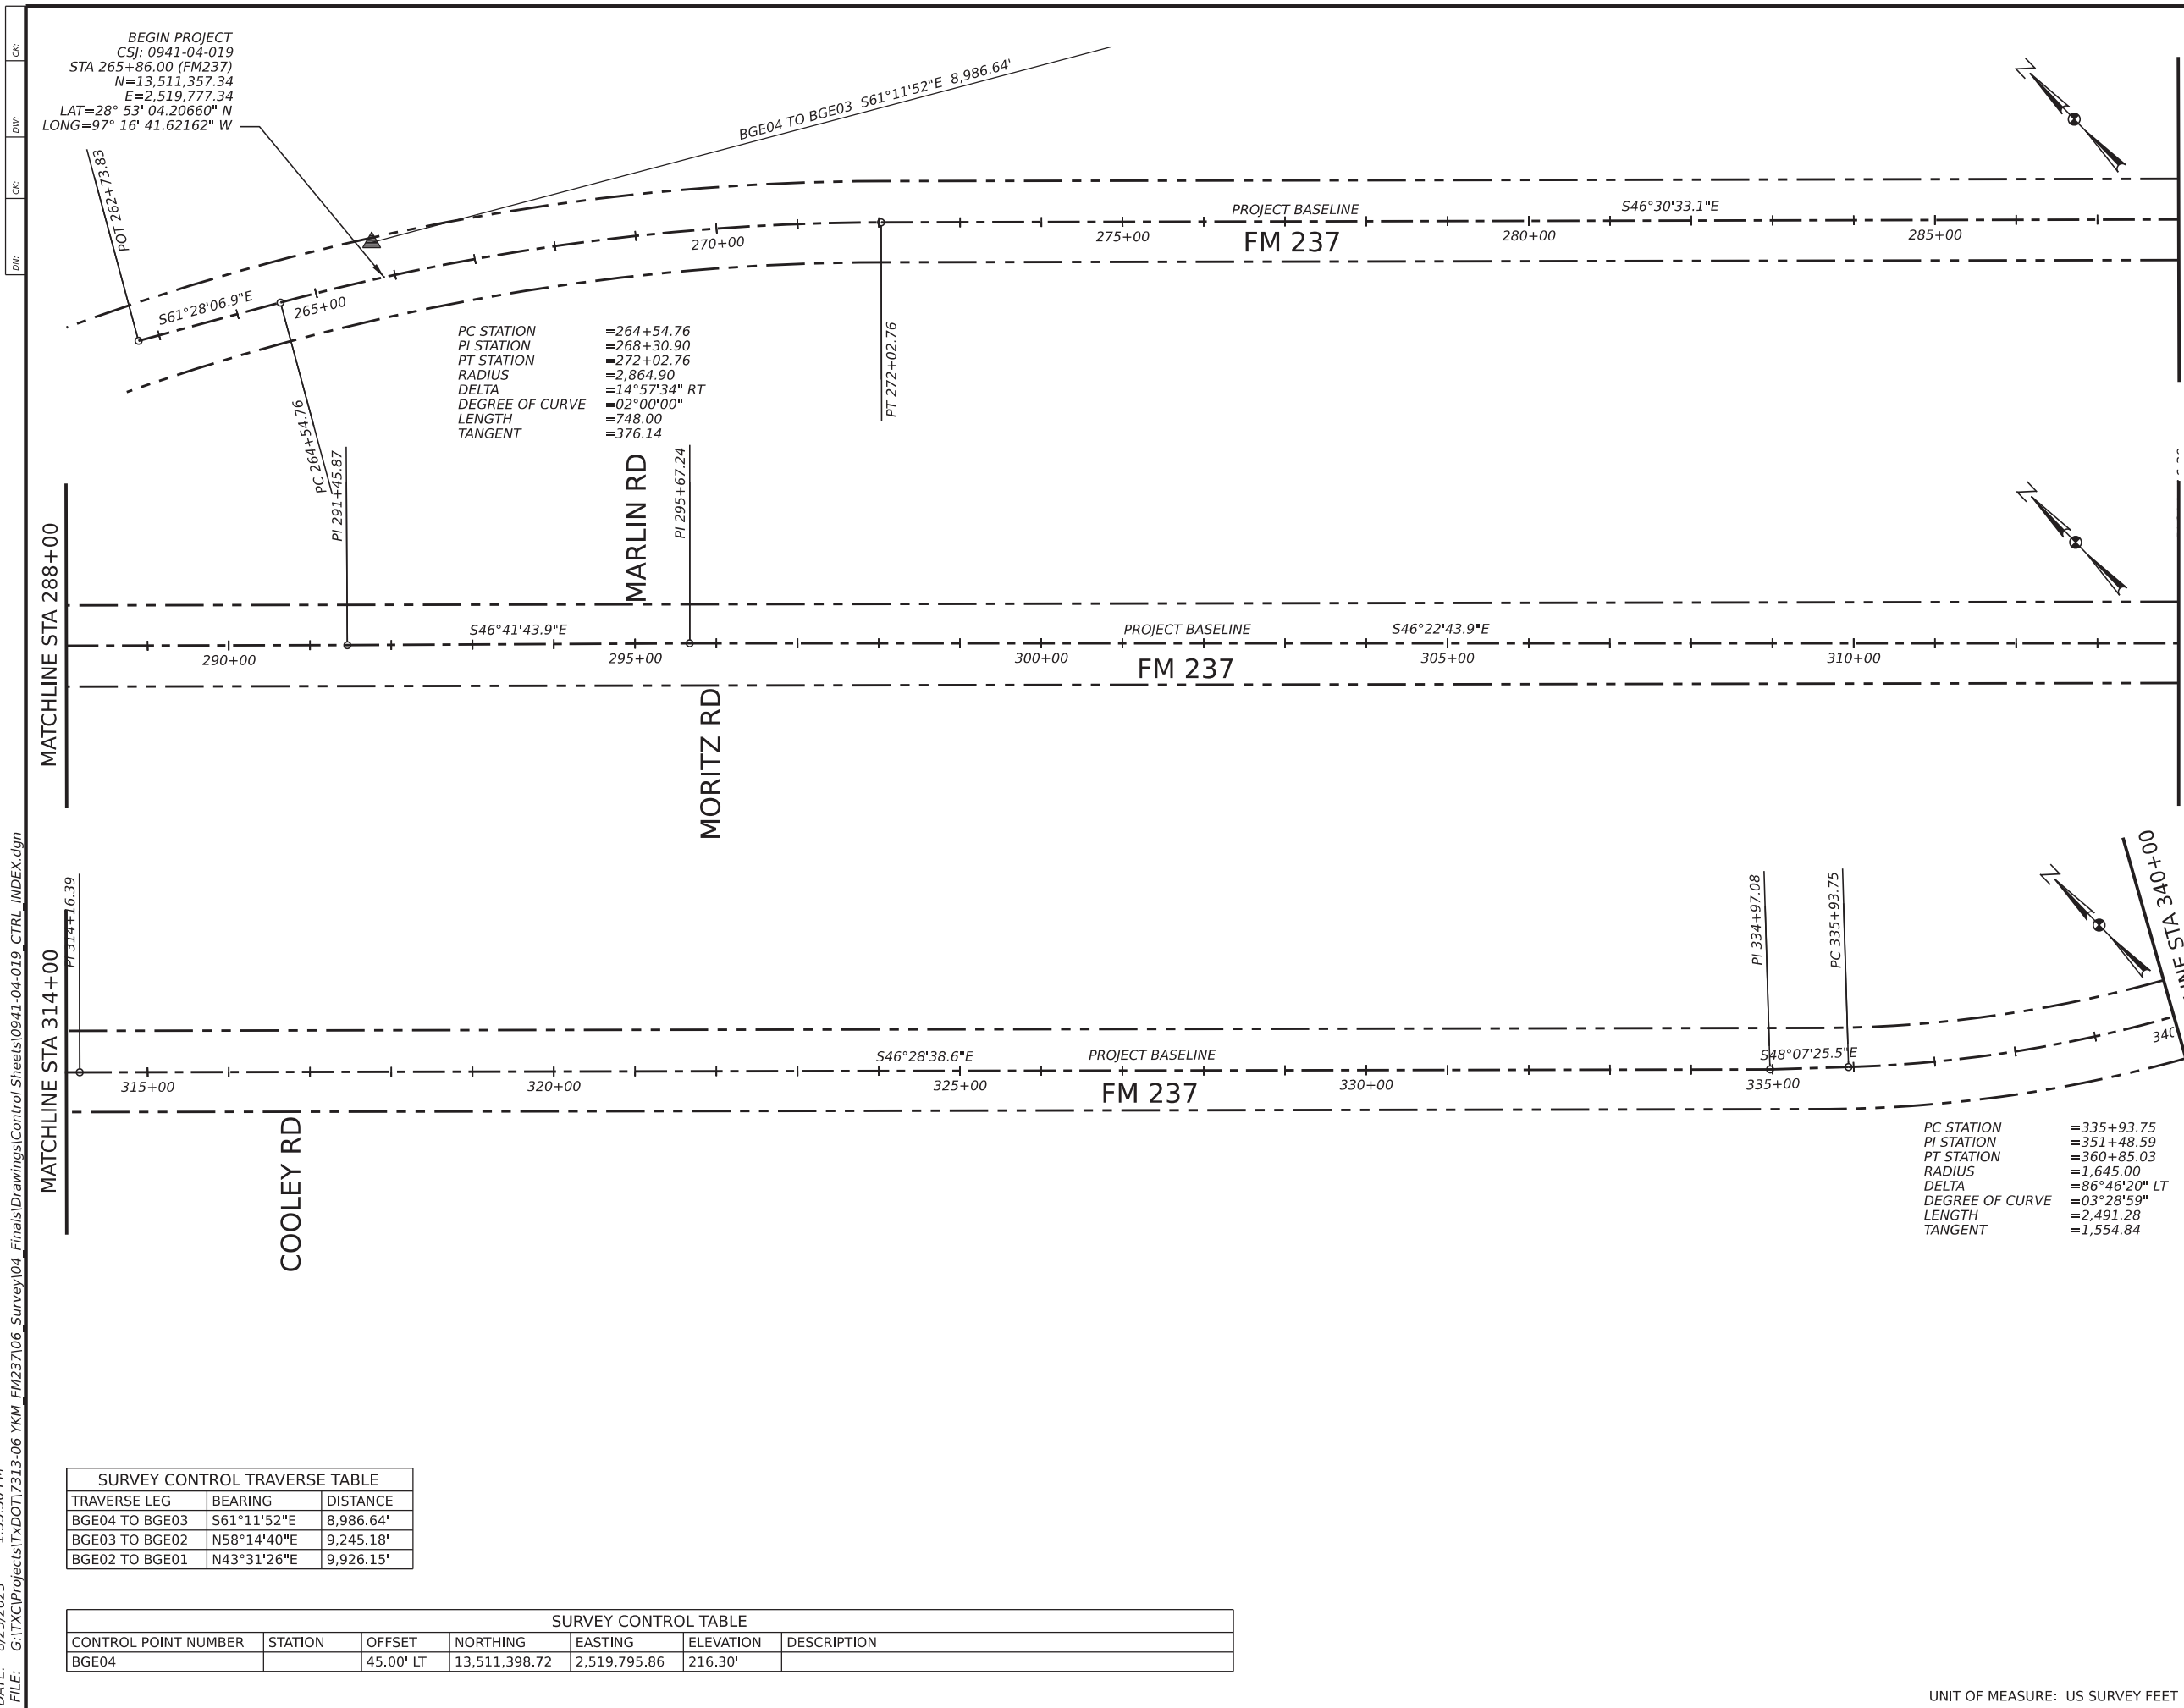 CK:
DW:
CK:
DN:
BEGIN PROJECT
CSJ: 0941-04-019
STA 265+86.00 (FM237)
N=13,511,357.34
E=2,519,777.34
LAT=28° 53' 04.20660" N
LONG=97° 16' 41.62162" W
BGE04 TO BGE03 S61°11'52"E 8,986.64'
POT 262+73.83
S61°28'06.9"E
265+00
270+00
275+00
PROJECT BASELINE
FM 237
280+00
S46°30'33.1"E
285+00
PC 264+54.76
PT 272+02.76
PC STATION =264+54.76
PI STATION =268+30.90
PT STATION =272+02.76
RADIUS =2,864.90
DELTA =14°57'34" RT
DEGREE OF CURVE =02°00'00"
LENGTH =748.00
TANGENT =376.14
N
MATCHLINE STA 288+00
PI 291+45.87
MARLIN RD
PI 295+67.24
S46°41'43.9"E
PROJECT BASELINE
S46°22'43.9"E
290+00
295+00
300+00
FM 237
305+00
310+00
MORITZ RD
N
MATCHLINE STA 314+00
PI 314+16.39
PI 334+97.08
PC 335+93.75
N
NE STA 340+00
S46°28'38.6"E
PROJECT BASELINE
S48°07'25.5"E
315+00
320+00
325+00
FM 237
330+00
335+00
340
COOLEY RD
PC STATION =335+93.75
PI STATION =351+48.59
PT STATION =360+85.03
RADIUS =1,645.00
DELTA =86°46'20" LT
DEGREE OF CURVE =03°28'59"
LENGTH =2,491.28
TANGENT =1,554.84
SURVEY CONTROL TRAVERSE TABLE
TRAVERSE LEG BEARING DISTANCE
BGE04 TO BGE03 S61°11'52"E 8,986.64'
BGE03 TO BGE02 N58°14'40"E 9,245.18'
BGE02 TO BGE01 N43°31'26"E 9,926.15'
SURVEY CONTROL TABLE
CONTROL POINT NUMBER STATION OFFSET NORTHING EASTING ELEVATION DESCRIPTION
BGE04 45.00' LT 13,511,398.72 2,519,795.86 216.30'
UNIT OF MEASURE: US SURVEY FEET
DATE:
FILE: G:\TXC\Projects\TxDOT\7313-06 YKM_FM237\06_Survey\04_Finals\Drawings\Control Sheets\0941-04-019_CTRL_INDEX.dgn